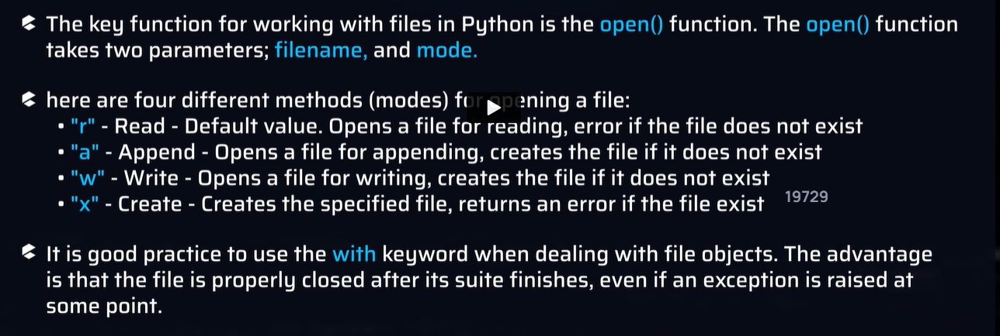 The key function for working with files in Python is the open() function. The open() function
takes two parameters; filename, and mode.
here are four different methods (modes) for opening a file:
• "r" - Read - Default value. Opens a file for reading, error if the file does not exist
• "a" - Append - Opens a file for appending, creates the file if it does not exist
• "w" - Write - Opens a file for writing, creates the file if it does not exist
• "x" - Create - Creates the specified file, returns an error if the file exist
19729
It is good practice to use the with keyword when dealing with file objects. The advantage
is that the file is properly closed after its suite finishes, even if an exception is raised at
some point.